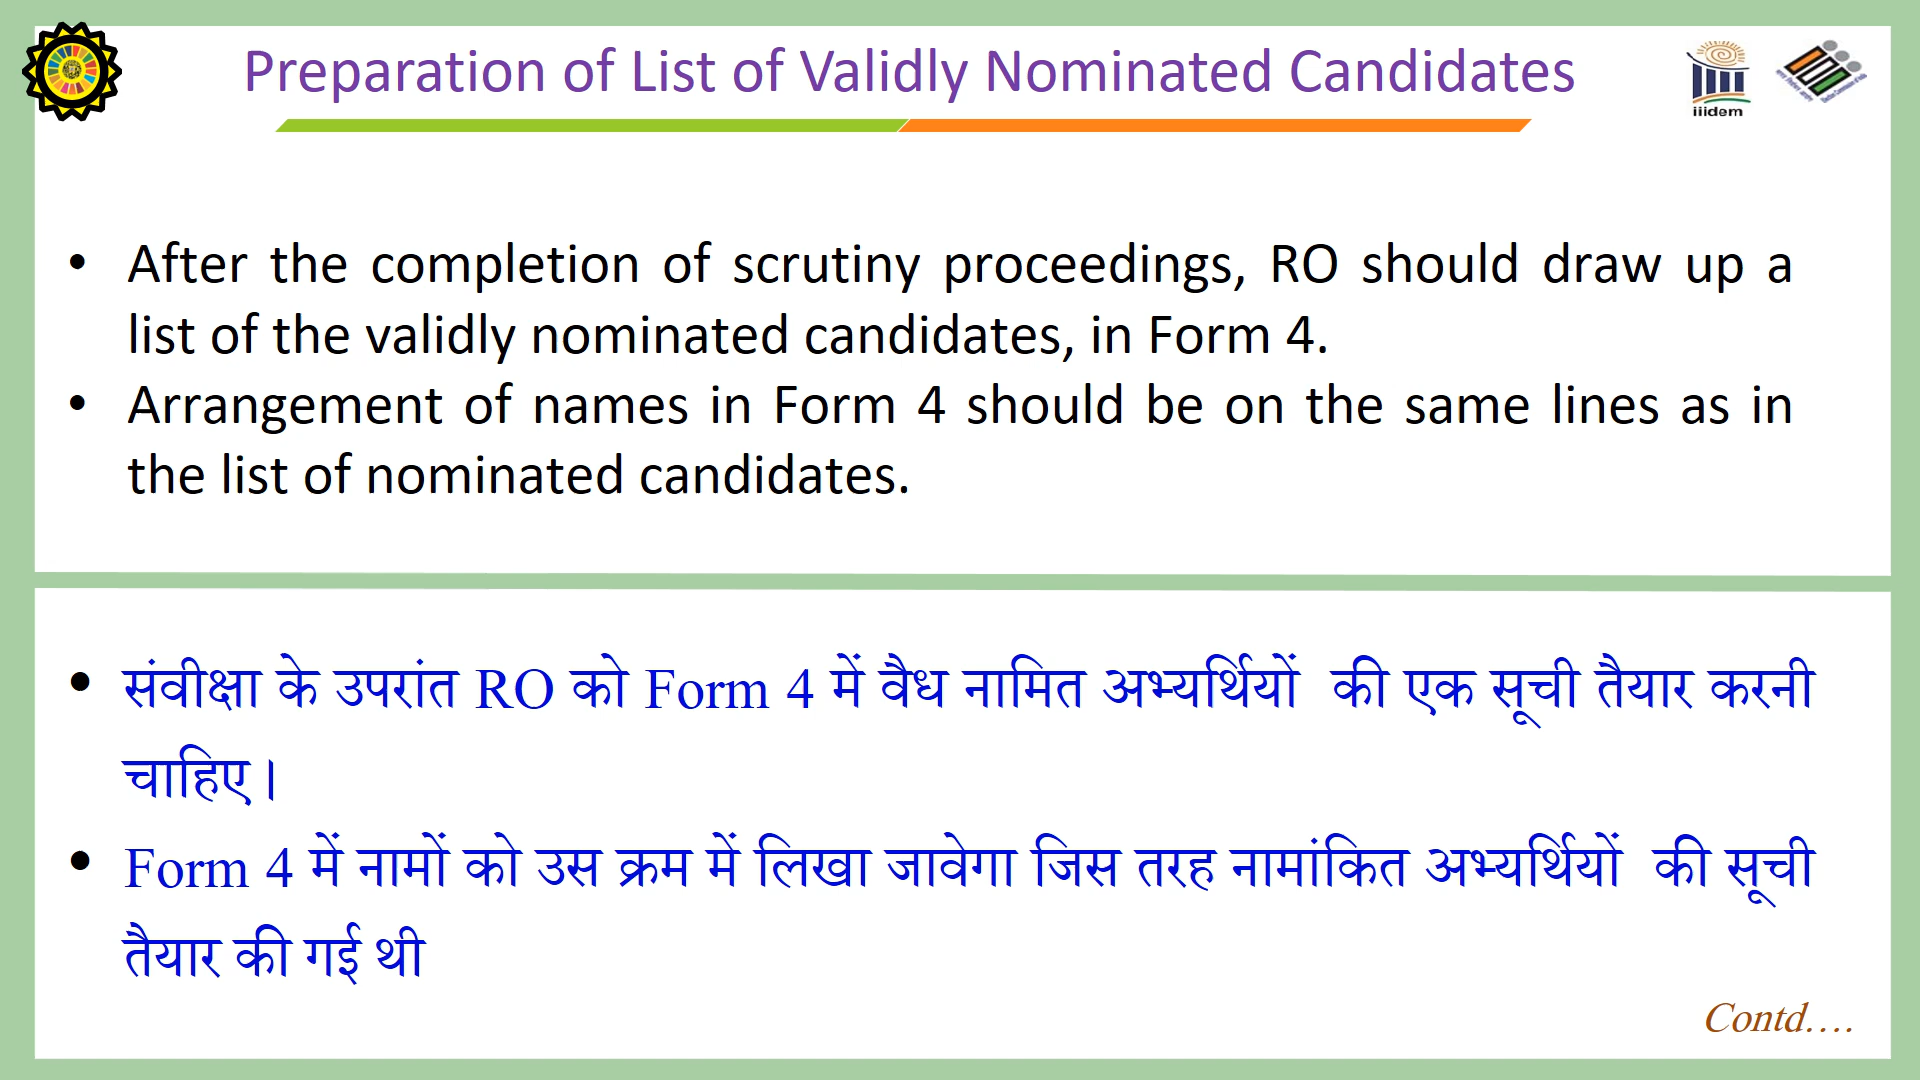 Preparation of List of Validly Nominated Candidates
iiidem
• After the completion of scrutiny proceedings, RO should draw up a
list of the validly nominated candidates, in Form 4.
• Arrangement of names in Form 4 should be on the same lines as in
the list of nominated candidates.
• संवीक्षा के उपरांत RO को Form 4 में वैध नामित अभ्यर्थियों की एक सूची तैयार करनी
चाहिए।
• Form 4 में नामों को उस क्रम में लिखा जावेगा जिस तरह नामांकित अभ्यर्थियों की सूची
तैयार की गई थी
Contd....